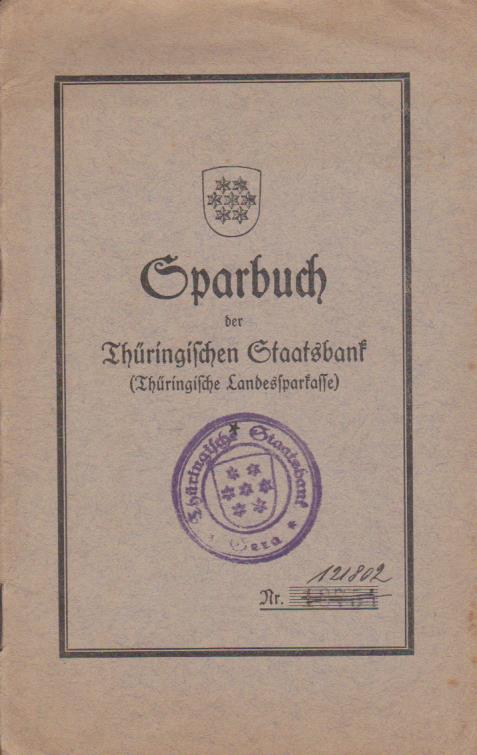 Sparbuch
der
Thüringiſchen Staatsbank
(Thüringiſche Landesſparkaſſe)
Thüringiſche Staatsbank
Gera
121802
Nr.